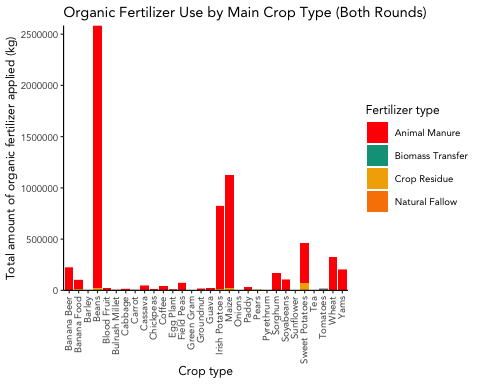 Organic Fertilizer Use by Main Crop Type (Both Rounds)
Total amount of organic fertilizer applied (kg)
2500000
2000000
1500000
1000000
500000
0
Banana Beer
Banana Food
Barley
Beans
Blood Fruit
Bulrush Millet
Cabbage
Carrot
Cassava
Chickpeas
Coffee
Egg Plant
Field Peas
Green Gram
Groundnut
Guava
Irish Potatoes
Maize
Onions
Paddy
Pears
Pyrethrum
Sorghum
Soyabeans
Sunflower
Sweet Potatoes
Tea
Tomatoes
Wheat
Yams
Crop type
Fertilizer type
Animal Manure
Biomass Transfer
Crop Residue
Natural Fallow